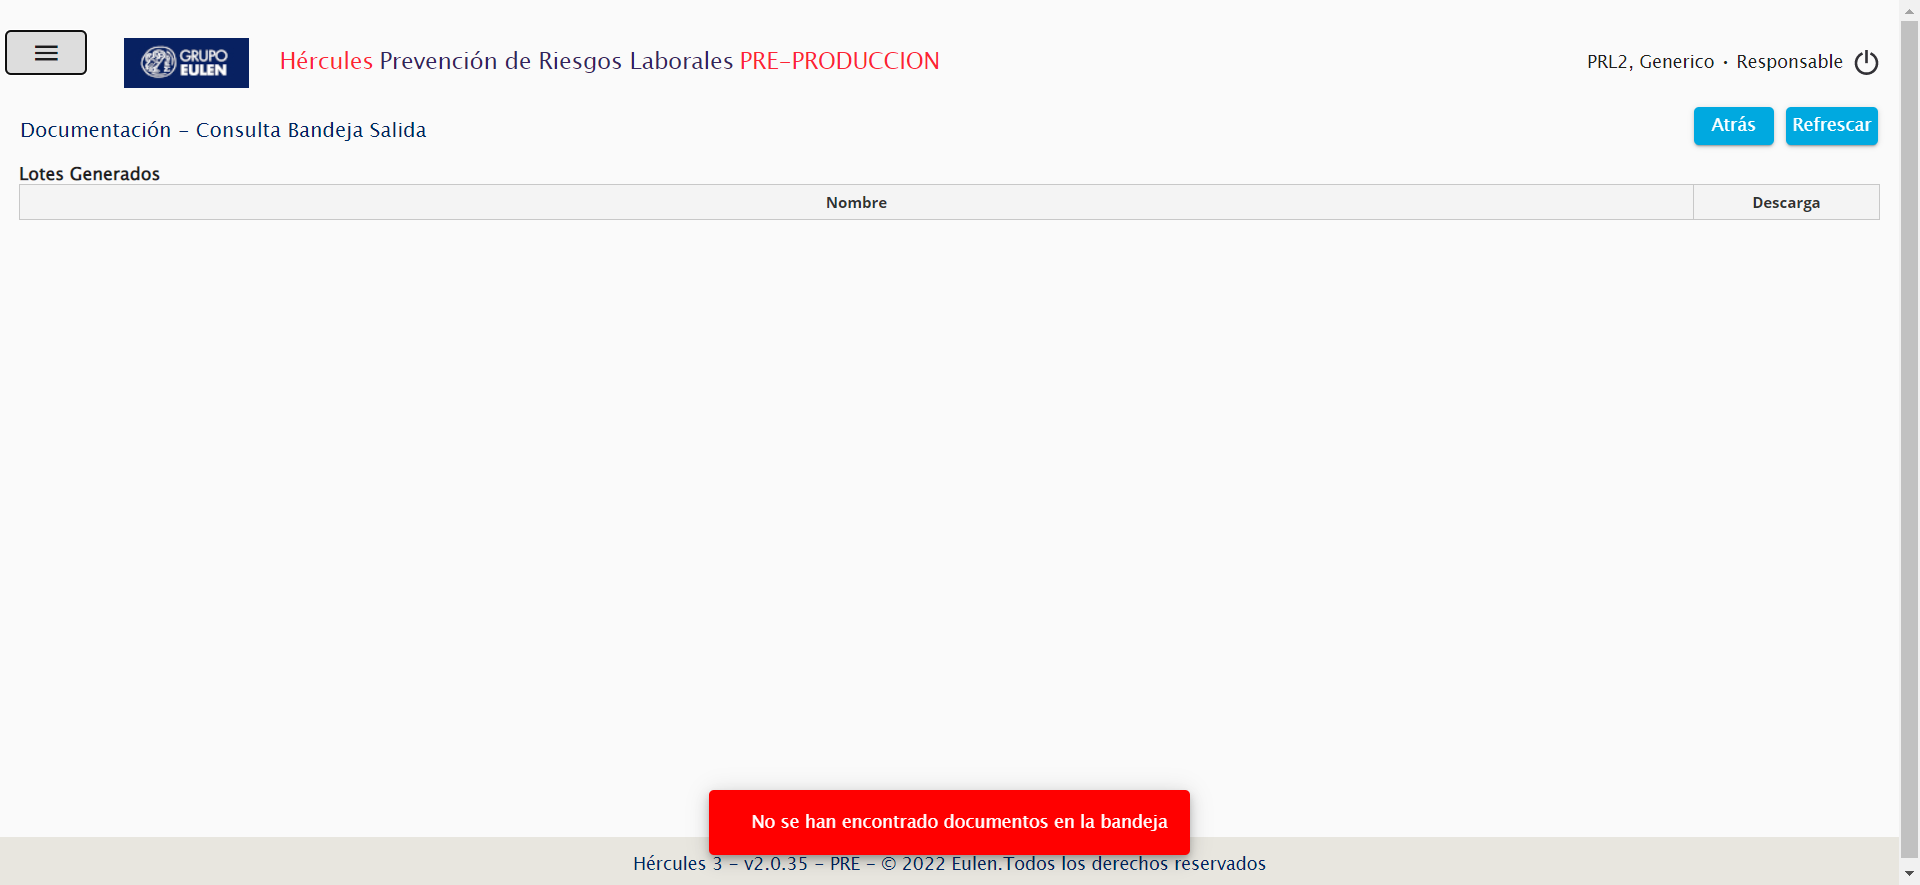 GRUPO
EULEN
Hércules Prevención de Riesgos Laborales PRE-PRODUCCION
PRL2, Generico · Responsable
Documentación - Consulta Bandeja Salida
Atrás
Refrescar
Lotes Generados
Nombre
Descarga
No se han encontrado documentos en la bandeja
Hércules 3 - v2.0.35 - PRE - © 2022 Eulen.Todos los derechos reservados